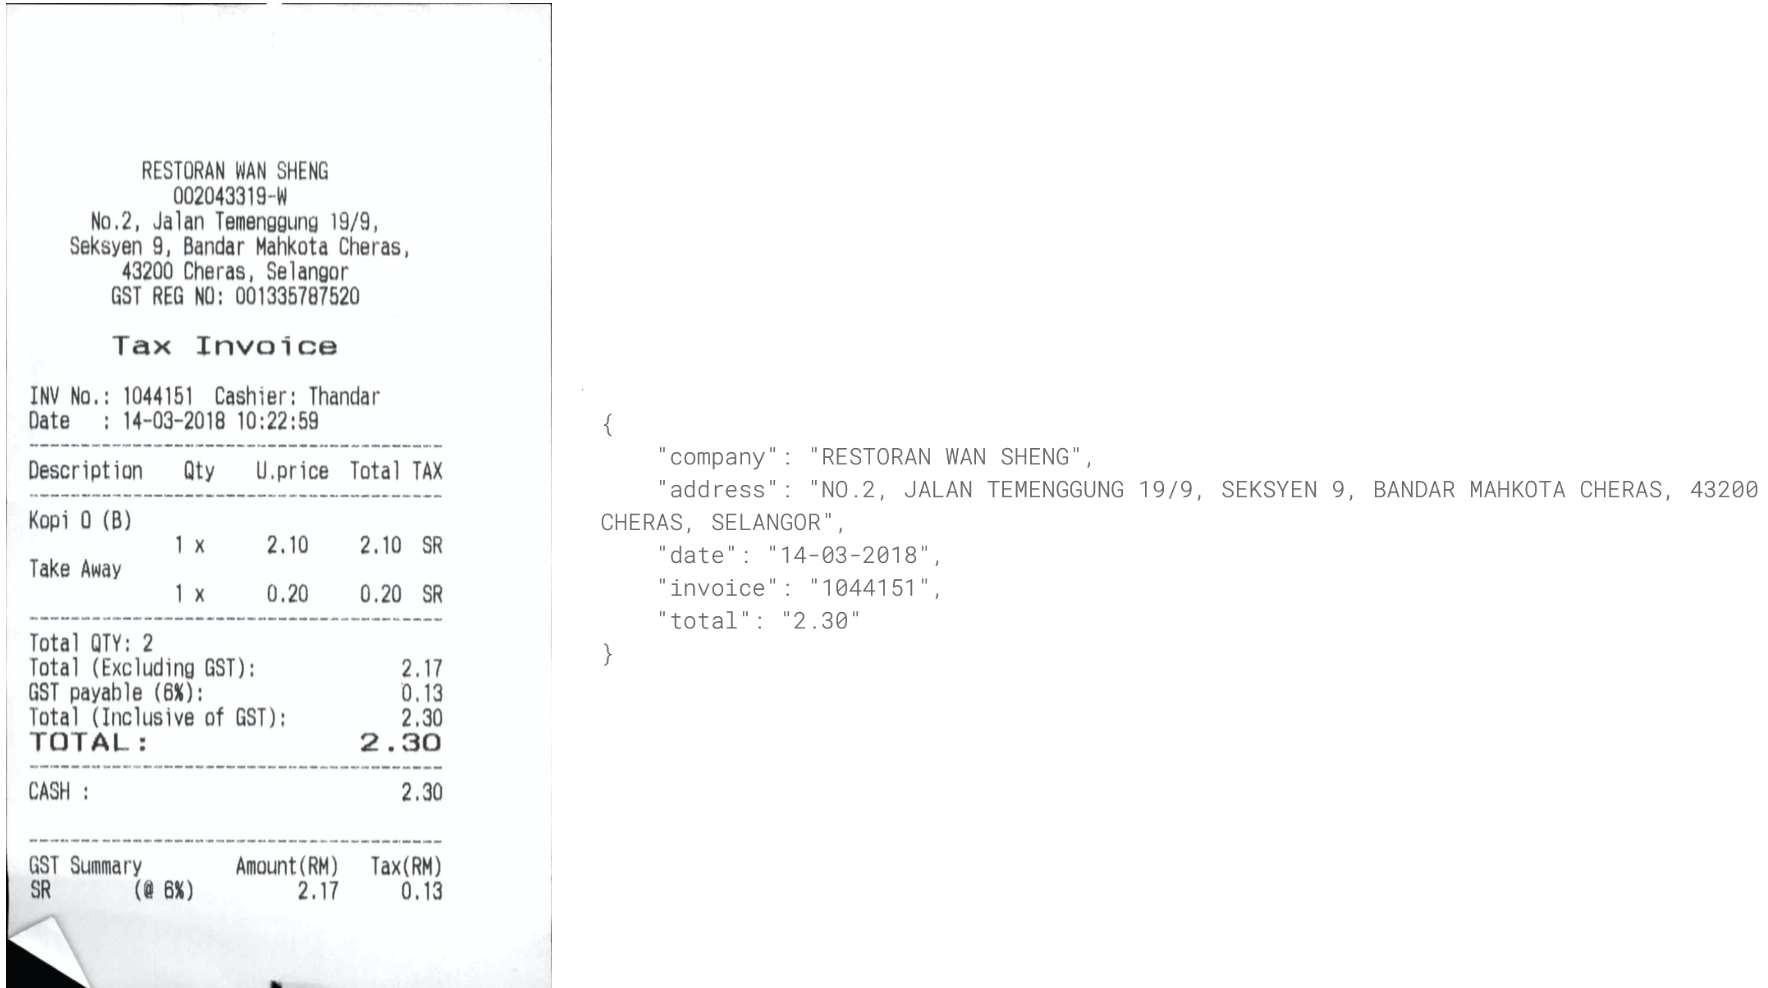 RESTORAN WAN SHENG
002043319-W
No.2, Jalan Temenggung 19/9,
Seksyen 9, Bandar Mahkota Cheras,
43200 Cheras, Selangor
GST REG NO: 001335787520
Tax Invoice
INV No.: 1044151 Cashier: Thandar
Date : 14-03-2018 10:22:59
Description Qty U.price Total TAX
Kopi O (B)
1 x 2.10 2.10 SR
Take Away
1 x 0.20 0.20 SR
Total QTY: 2
Total (Excluding GST): 2.17
GST payable (6%): 0.13
Total (Inclusive of GST): 2.30
TOTAL: 2.30
CASH : 2.30
GST Summary Amount(RM) Tax(RM)
SR (@ 6%) 2.17 0.13
{
"company": "RESTORAN WAN SHENG",
"address": "NO.2, JALAN TEMENGGUNG 19/9, SEKSYEN 9, BANDAR MAHKOTA CHERAS, 43200
CHERAS, SELANGOR",
"date": "14-03-2018",
"invoice": "1044151",
"total": "2.30"
}